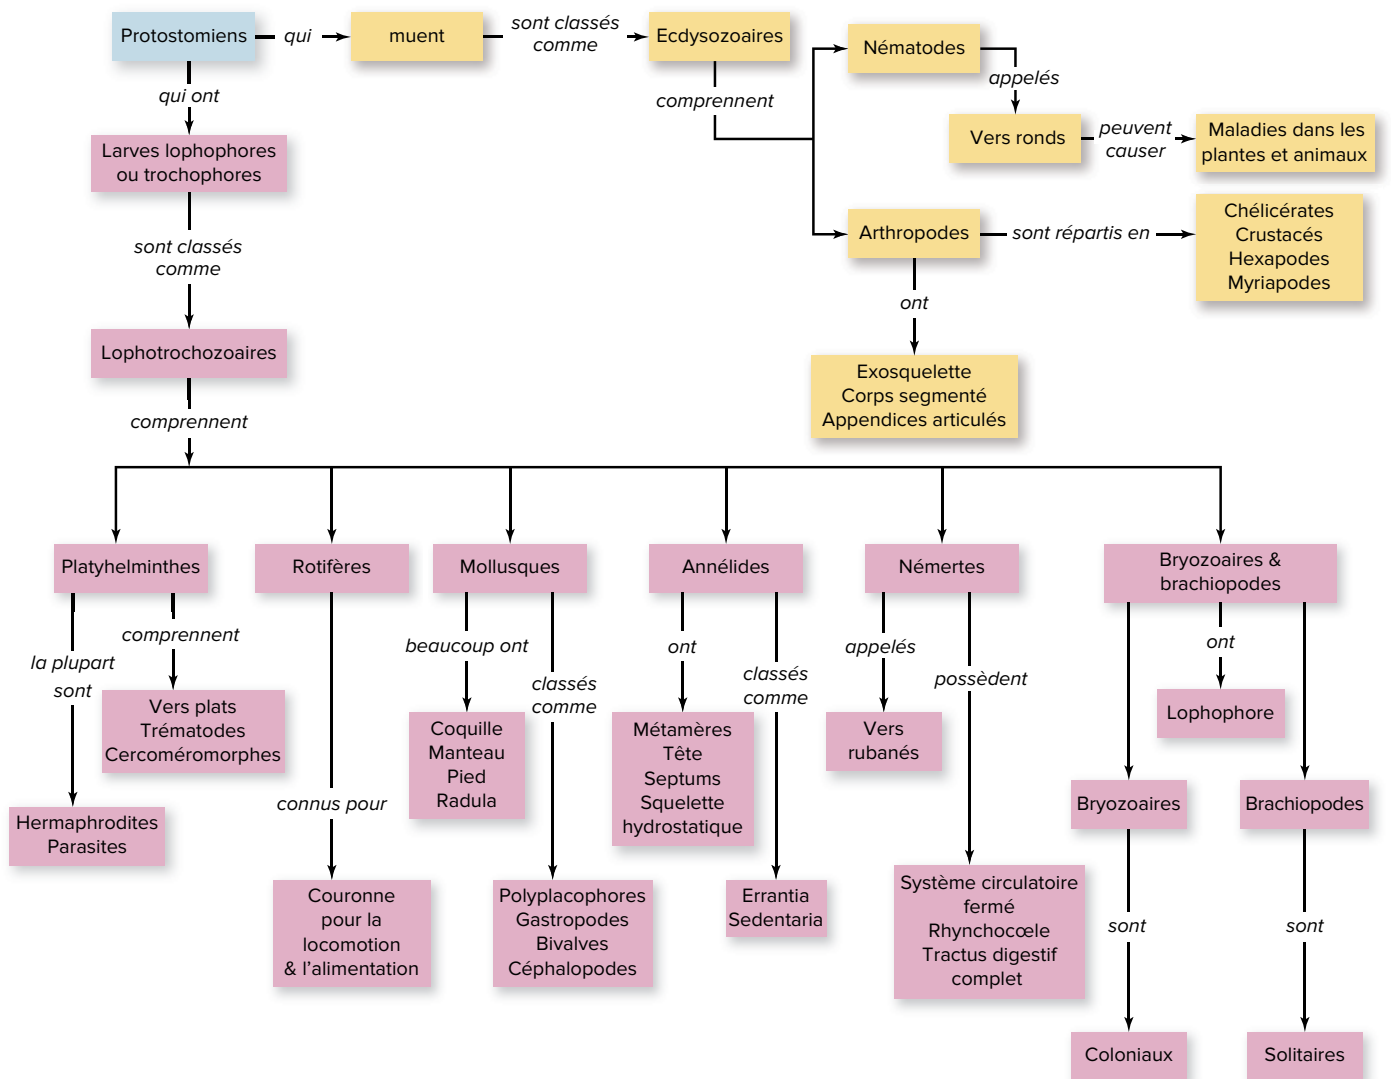 Protostomiens
qui
muent
sont classés
comme
Ecdysozoaires
comprennent
Nématodes
appelés
Vers ronds
peuvent
causer
Maladies dans les
plantes et animaux
Arthropodes
sont répartis en
Chélicérates
Crustacés
Hexapodes
Myriapodes
ont
Exosquelette
Corps segmenté
Appendices articulés
qui ont
Larves lophophores
ou trochophores
sont classés
comme
Lophotrochozoaires
comprennent
Platyhelminthes
la plupart
sont
Hermaphrodites
Parasites
comprennent
Vers plats
Trématodes
Cercoméromorphes
Rotifères
connus pour
Couronne
pour la
locomotion
& l'alimentation
Mollusques
beaucoup ont
Coquille
Manteau
Pied
Radula
classés
comme
Polyplacophores
Gastropodes
Bivalves
Céphalopodes
Annélides
ont
Métamères
Tête
Septums
Squelette
hydrostatique
classés
comme
Errantia
Sedentaria
Némertes
appelés
Vers
rubanés
possèdent
Système circulatoire
fermé
Rhynchocœle
Tractus digestif
complet
Bryozoaires &
brachiopodes
ont
Lophophore
Bryozoaires
sont
Coloniaux
Brachiopodes
sont
Solitaires